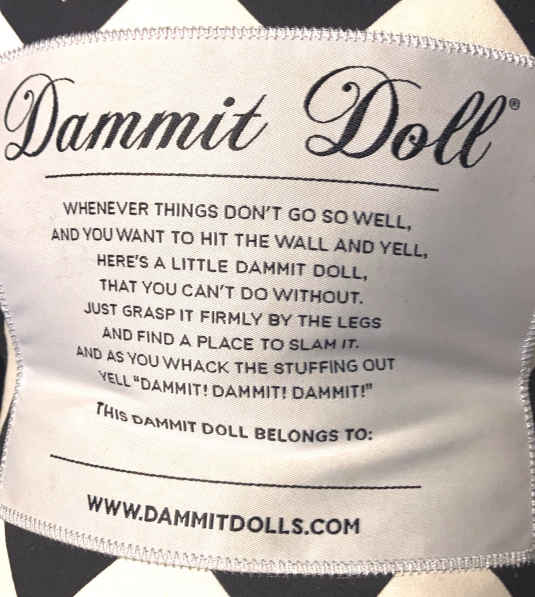 Dammit Doll®
WHENEVER THINGS DON'T GO SO WELL,
AND YOU WANT TO HIT THE WALL AND YELL,
HERE'S A LITTLE DAMMIT DOLL,
THAT YOU CAN'T DO WITHOUT.
JUST GRASP IT FIRMLY BY THE LEGS
AND FIND A PLACE TO SLAM IT.
AND AS YOU WHACK THE STUFFING OUT
YELL "DAMMIT! DAMMIT! DAMMIT!"
THIS DAMMIT DOLL BELONGS TO:
WWW.DAMMITDOLLS.COM